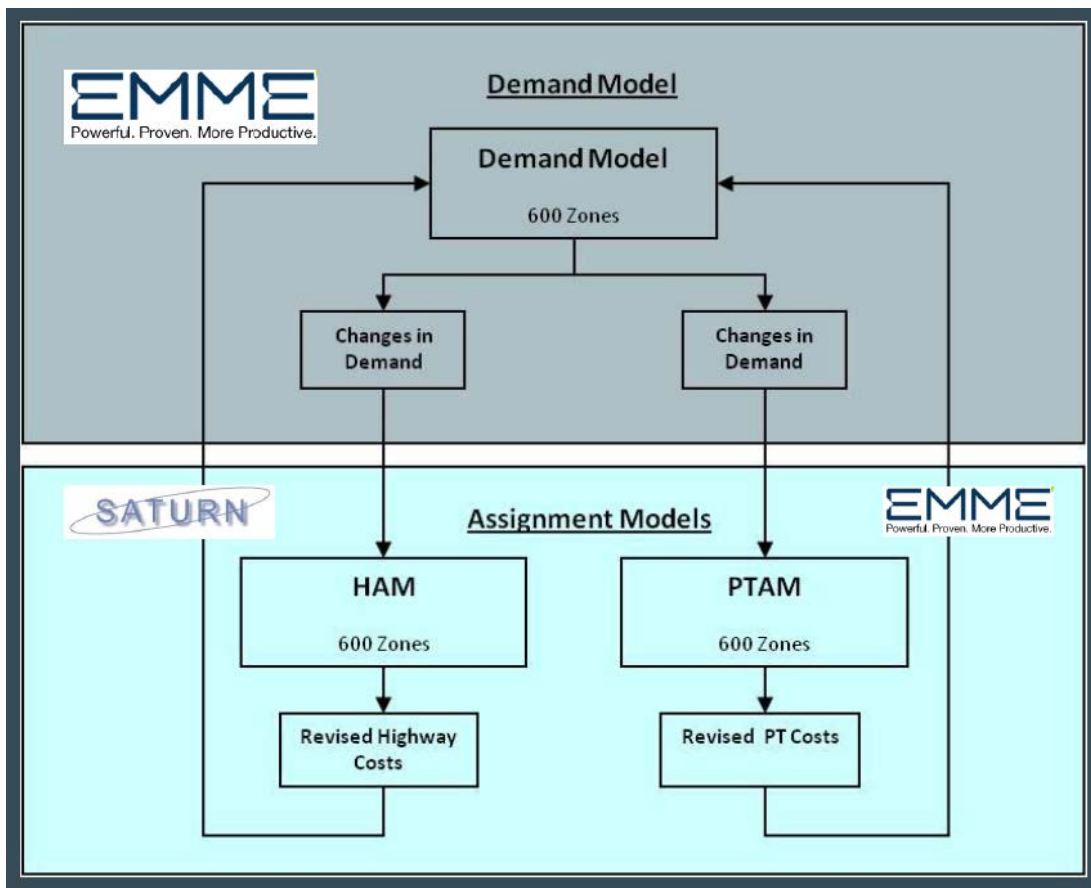 EMME
Powerful. Proven. More Productive.
Demand Model
Demand Model
600 Zones
Changes in
Demand
Changes in
Demand
SATURN
EMME
Powerful. Proven. More Productive.
Assignment Models
HAM
600 Zones
PTAM
600 Zones
Revised Highway
Costs
Revised PT Costs